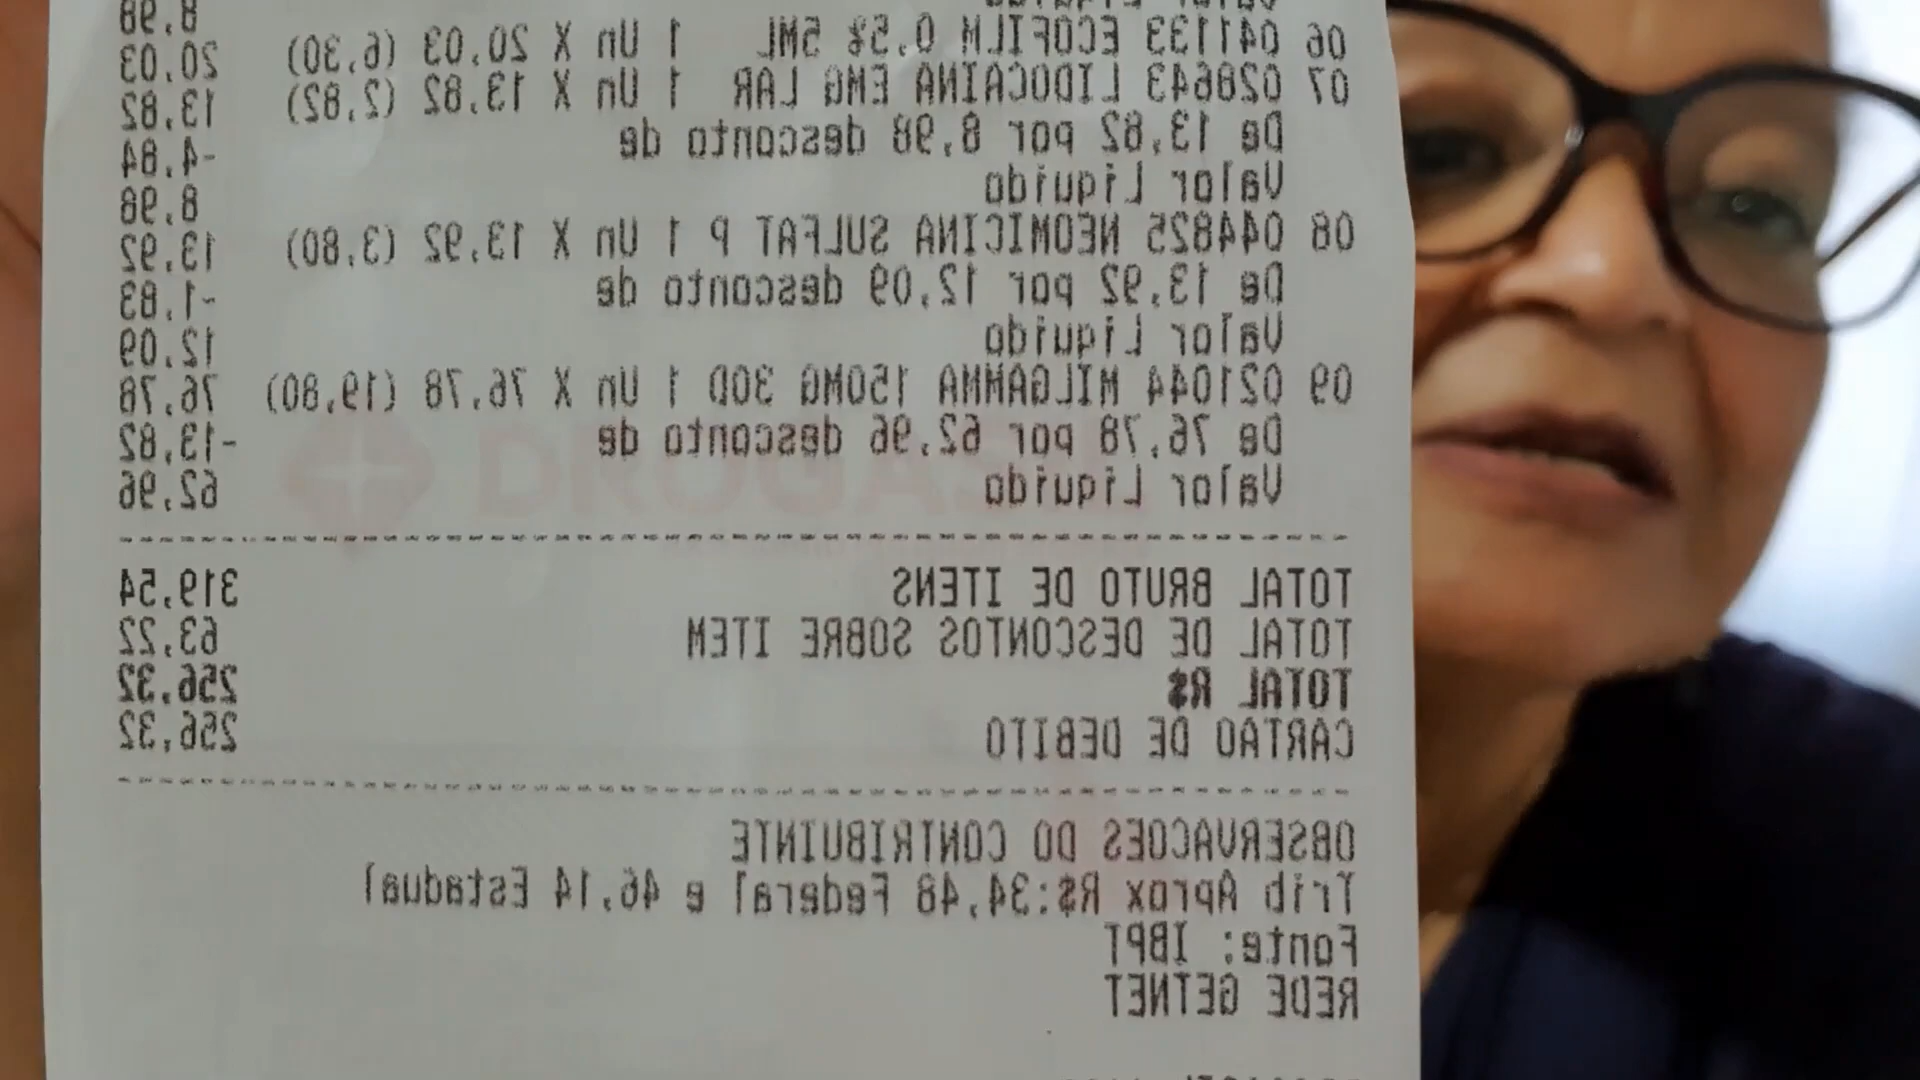 Valor Liquido 8,98
06 041133 ECOFILM 0,5% 5ML 1 Un X 20,03 (6,30) 20,03
07 028643 LIDOCAINA EMG LAR 1 Un X 13,82 (2,82) 13,82
De 13,82 por 8,98 desconto de -4,84
Valor Liquido 8,98
08 044825 NEOMICINA SULFAT P 1 Un X 13,92 (3,80) 13,92
De 13,92 por 12,09 desconto de -1,83
Valor Liquido 12,09
09 021044 MILGAMMA 150MG 30D 1 Un X 76,78 (19,80) 76,78
De 76,78 por 62,96 desconto de -13,82
Valor Liquido 62,96
DROGASIL
TOTAL BRUTO DE ITENS 319,54
TOTAL DE DESCONTOS SOBRE ITEM 63,22
TOTAL R$ 256,32
CARTAO DE DEBITO 256,32
OBSERVACOES DO CONTRIBUINTE
Trib Aprox R$:34,48 Federal e 46,14 Estadual
Fonte: IBPT
REDE GETNET